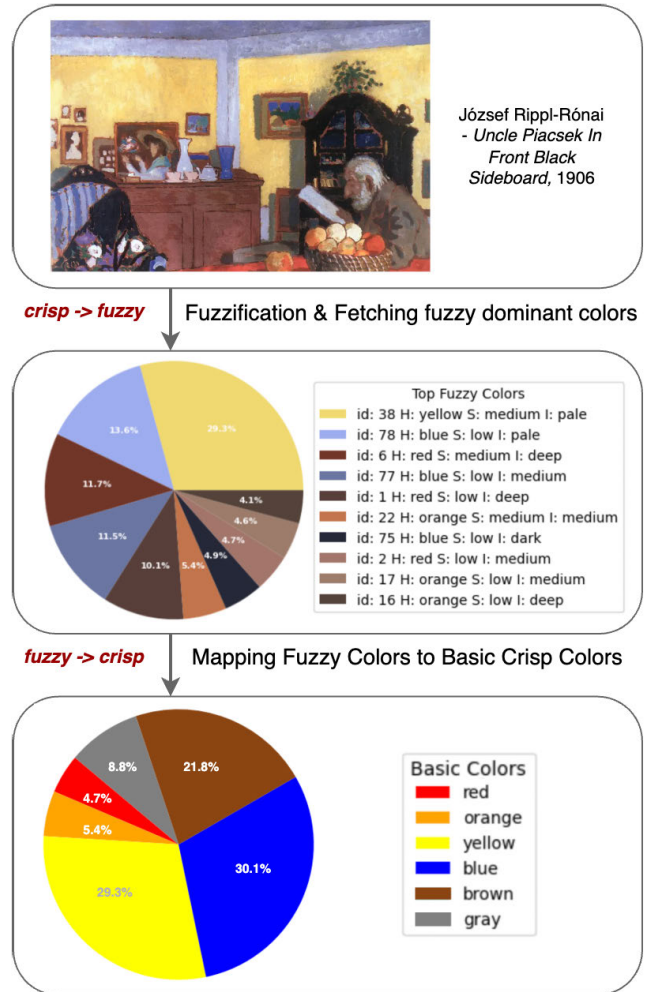 József Rippl-Rónai
- Uncle Piacsek In
Front Black
Sideboard, 1906
crisp -> fuzzy
Fuzzification & Fetching fuzzy dominant colors
29.3%
13.6%
11.7%
11.5%
10.1%
5.4%
4.9%
4.7%
4.6%
4.1%
Top Fuzzy Colors
id: 38 H: yellow S: medium I: pale
id: 78 H: blue S: low I: pale
id: 6 H: red S: medium I: deep
id: 77 H: blue S: low I: medium
id: 1 H: red S: low I: deep
id: 22 H: orange S: medium I: medium
id: 75 H: blue S: low I: dark
id: 2 H: red S: low I: medium
id: 17 H: orange S: low I: medium
id: 16 H: orange S: low I: deep
fuzzy -> crisp
Mapping Fuzzy Colors to Basic Crisp Colors
8.8%
21.8%
4.7%
5.4%
29.3%
30.1%
Basic Colors
red
orange
yellow
blue
brown
gray